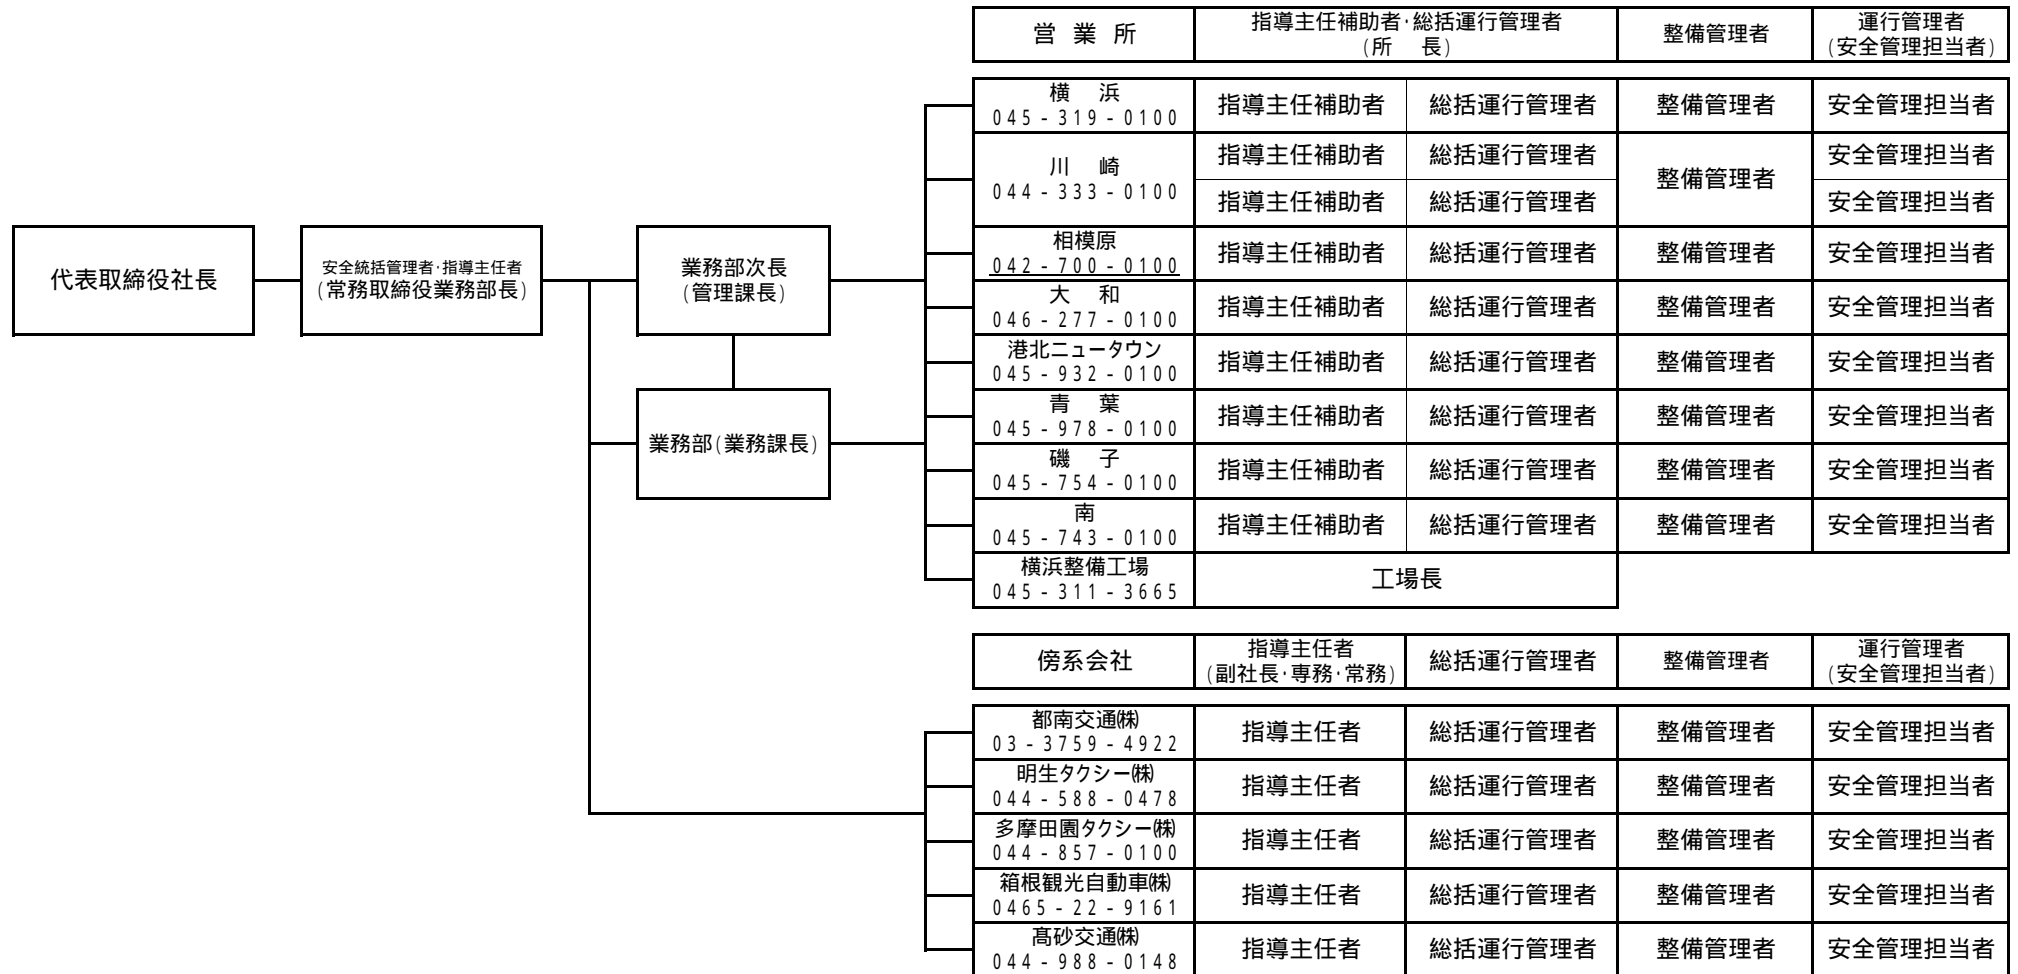 営業所
指導主任補助者・総括運行管理者
(所　長)
整備管理者
運行管理者
(安全管理担当者)
横　浜
045-319-0100
指導主任補助者
総括運行管理者
整備管理者
安全管理担当者
川　崎
044-333-0100
指導主任補助者
総括運行管理者
整備管理者
安全管理担当者
指導主任補助者
総括運行管理者
安全管理担当者
代表取締役社長
安全統括管理者・指導主任者
(常務取締役業務部長)
業務部次長
(管理課長)
業務部(業務課長)
相模原
042-700-0100
指導主任補助者
総括運行管理者
整備管理者
安全管理担当者
大　和
046-277-0100
指導主任補助者
総括運行管理者
整備管理者
安全管理担当者
港北ニュータウン
045-932-0100
指導主任補助者
総括運行管理者
整備管理者
安全管理担当者
青　葉
045-978-0100
指導主任補助者
総括運行管理者
整備管理者
安全管理担当者
磯　子
045-754-0100
指導主任補助者
総括運行管理者
整備管理者
安全管理担当者
南
045-743-0100
指導主任補助者
総括運行管理者
整備管理者
安全管理担当者
横浜整備工場
045-311-3665
工場長
傍系会社
指導主任者
(副社長・専務・常務)
総括運行管理者
整備管理者
運行管理者
(安全管理担当者)
都南交通㈱
03-3759-4922
指導主任者
総括運行管理者
整備管理者
安全管理担当者
明生タクシー㈱
044-588-0478
指導主任者
総括運行管理者
整備管理者
安全管理担当者
多摩田園タクシー㈱
044-857-0100
指導主任者
総括運行管理者
整備管理者
安全管理担当者
箱根観光自動車㈱
0465-22-9161
指導主任者
総括運行管理者
整備管理者
安全管理担当者
髙砂交通㈱
044-988-0148
指導主任者
総括運行管理者
整備管理者
安全管理担当者